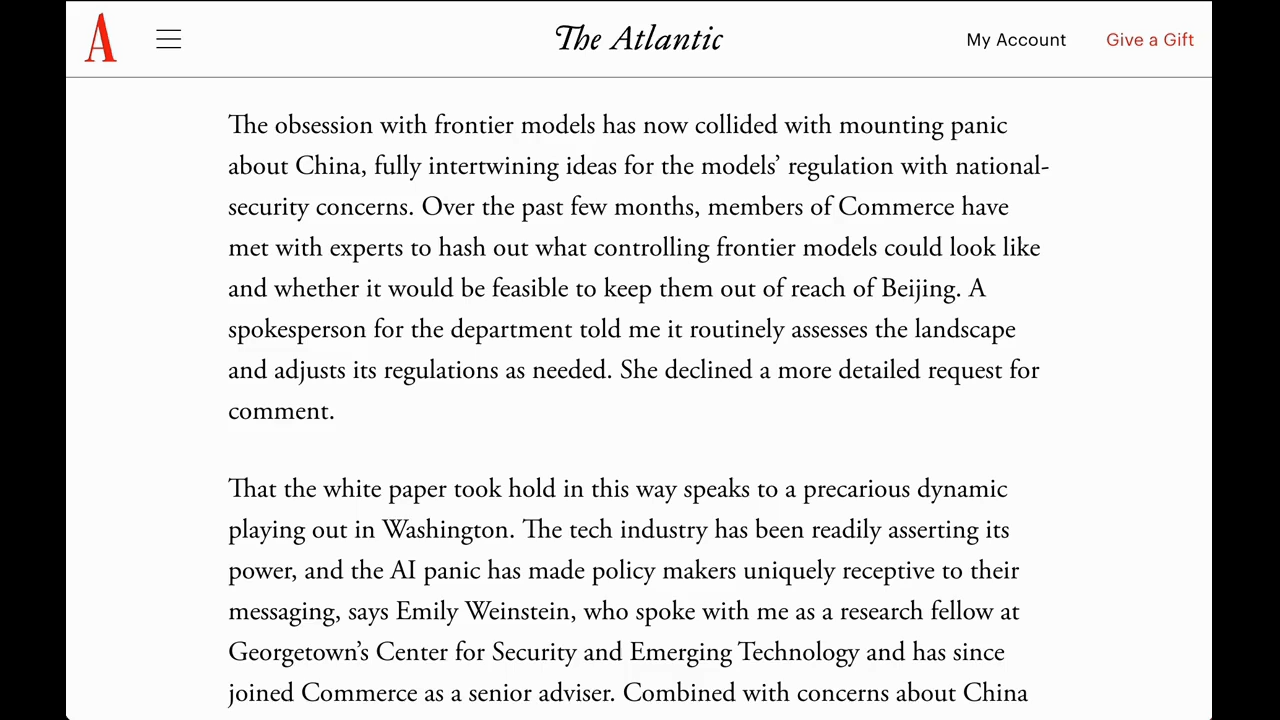 A
The Atlantic
My Account
Give a Gift
The obsession with frontier models has now collided with mounting panic
about China, fully intertwining ideas for the models’ regulation with national-
security concerns. Over the past few months, members of Commerce have
met with experts to hash out what controlling frontier models could look like
and whether it would be feasible to keep them out of reach of Beijing. A
spokesperson for the department told me it routinely assesses the landscape
and adjusts its regulations as needed. She declined a more detailed request for
comment.
That the white paper took hold in this way speaks to a precarious dynamic
playing out in Washington. The tech industry has been readily asserting its
power, and the AI panic has made policy makers uniquely receptive to their
messaging, says Emily Weinstein, who spoke with me as a research fellow at
Georgetown’s Center for Security and Emerging Technology and has since
joined Commerce as a senior adviser. Combined with concerns about China